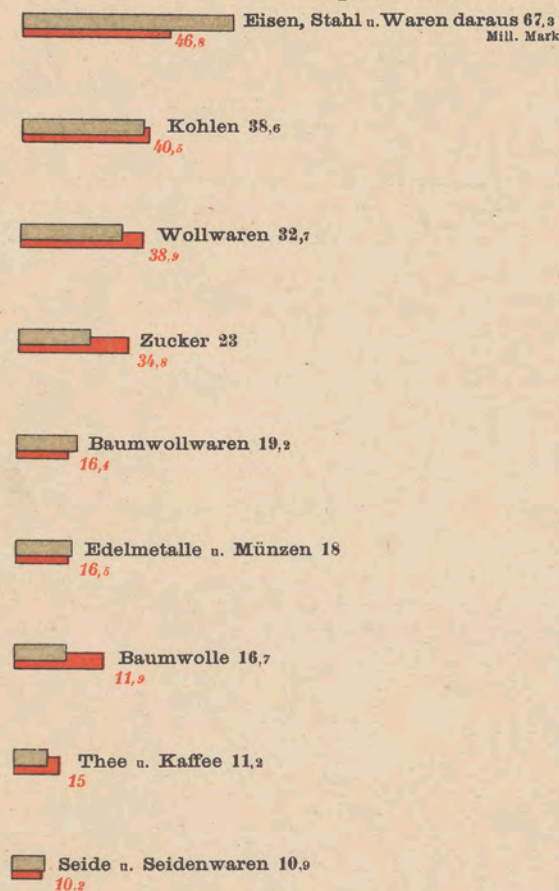 Eisen, Stahl u. Waren daraus 67,3
Mill. Mark
46,8
Kohlen 38,6
40,5
Wollwaren 32,7
38,9
Zucker 23
34,8
Baumwollwaren 19,2
16,4
Edelmetalle u. Münzen 18
16,5
Baumwolle 16,7
11,9
Thee u. Kaffee 11,2
15
Seide u. Seidenwaren 10,9
10,2